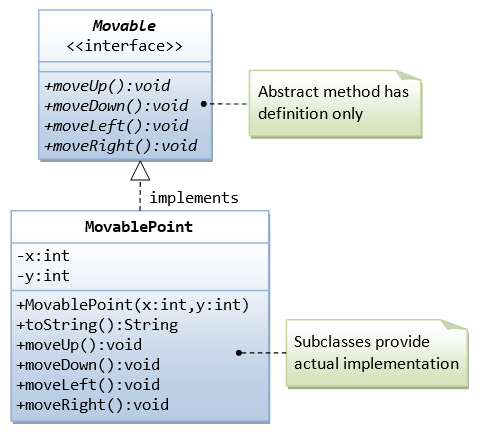 Movable
<<interface>>
+moveUp():void
+moveDown():void
+moveLeft():void
+moveRight():void
Abstract method has
definition only
implements
MovablePoint
-x:int
-y:int
+MovablePoint(x:int,y:int)
+toString():String
+moveUp():void
+moveDown():void
+moveLeft():void
+moveRight():void
Subclasses provide
actual implementation